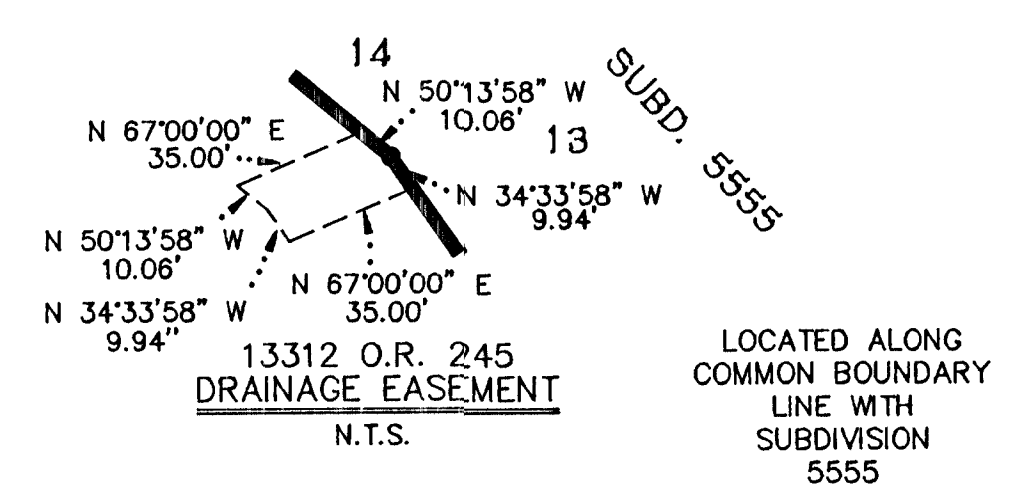 14
N 50°13'58" W
10.06'
13
SUBD. 5555
N 67°00'00" E
35.00'
N 34°33'58" W
9.94'
N 50°13'58" W
10.06'
N 67°00'00" E
35.00'
N 34°33'58" W
9.94"
13312 O.R. 245
DRAINAGE EASEMENT
N.T.S.
LOCATED ALONG
COMMON BOUNDARY
LINE WITH
SUBDIVISION
5555